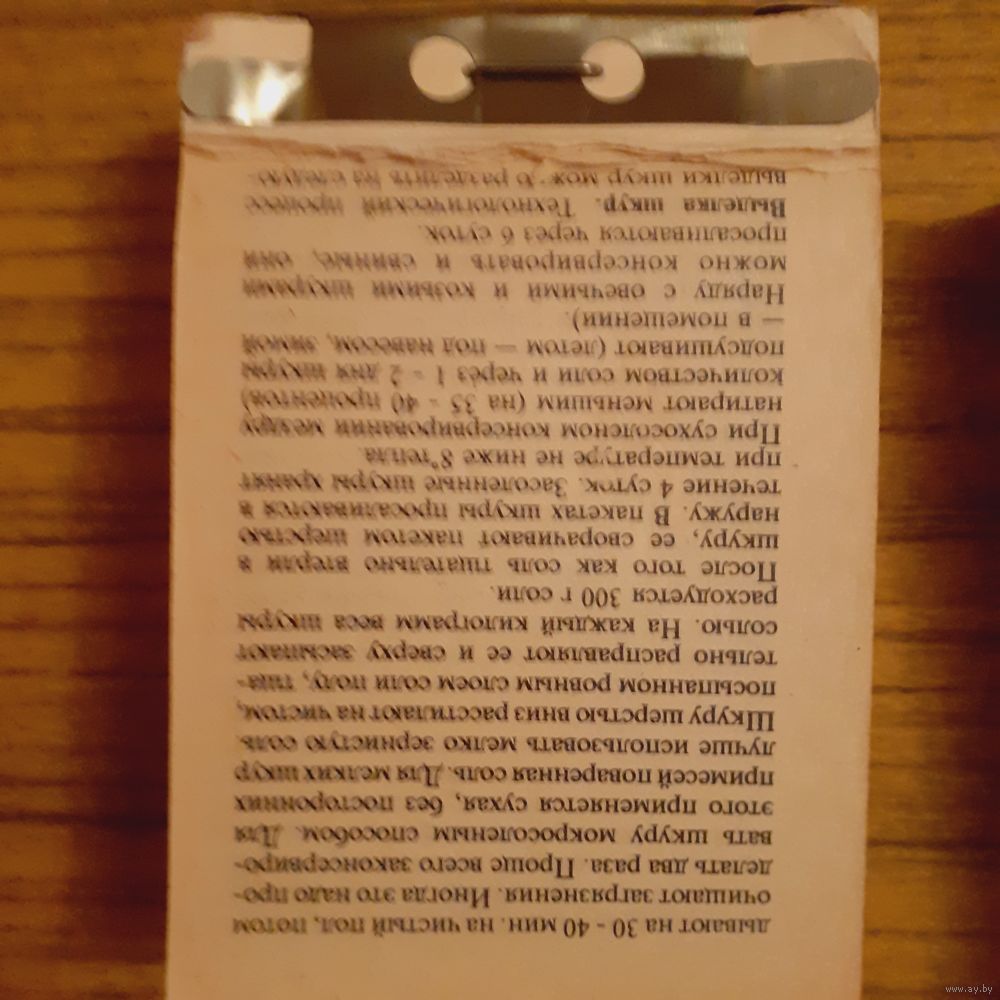 дывают на 30 - 40 мин. на чистый пол, потом
очищают загрязнения. Иногда это надо про-
делать два раза. Проще всего законсервиро-
вать шкуру мокросоленым способом. Для
этого применяется сухая, без посторонних
примесей поваренная соль. Для мелких шкур
лучше использовать мелко зернистую соль.
Шкуру шерстью вниз расстилают на чистом,
посыпанном ровным слоем соли полу, тща-
тельно расправляют ее и сверху засыпают
солью. На каждый килограмм веса шкуры
расходуется 300 г соли.
После того как соль тщательно втерли в
шкуру, ее сворачивают пакетом шерстью
наружу. В пакетах шкуры просаливаются в
течение 4 суток. Засоленные шкуры хранят
при температуре не ниже 8°тепла.
При сухосоленом консервировании мездру
натирают меньшим (на 35 - 40 процентов)
количеством соли и через 1 - 2 дня шкуры
подсушивают (летом — под навесом, зимой
— в помещении).
Наряду с овечьими и козьими шкурами
можно консервировать и свиные, они
просаливаются через 6 суток.
Выделка шкур. Технологический процесс
выделки шкур можно разделить на следую-
www.ay.by